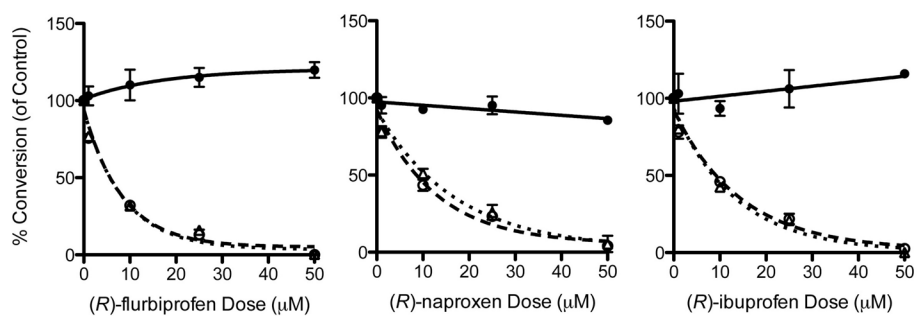 % Conversion (of Control)
150
100
50
0
0 10 20 30 40 50
(R)-flurbiprofen Dose (µM)
150
100
50
0
0 10 20 30 40 50
(R)-naproxen Dose (µM)
150
100
50
0
0 10 20 30 40 50
(R)-ibuprofen Dose (µM)